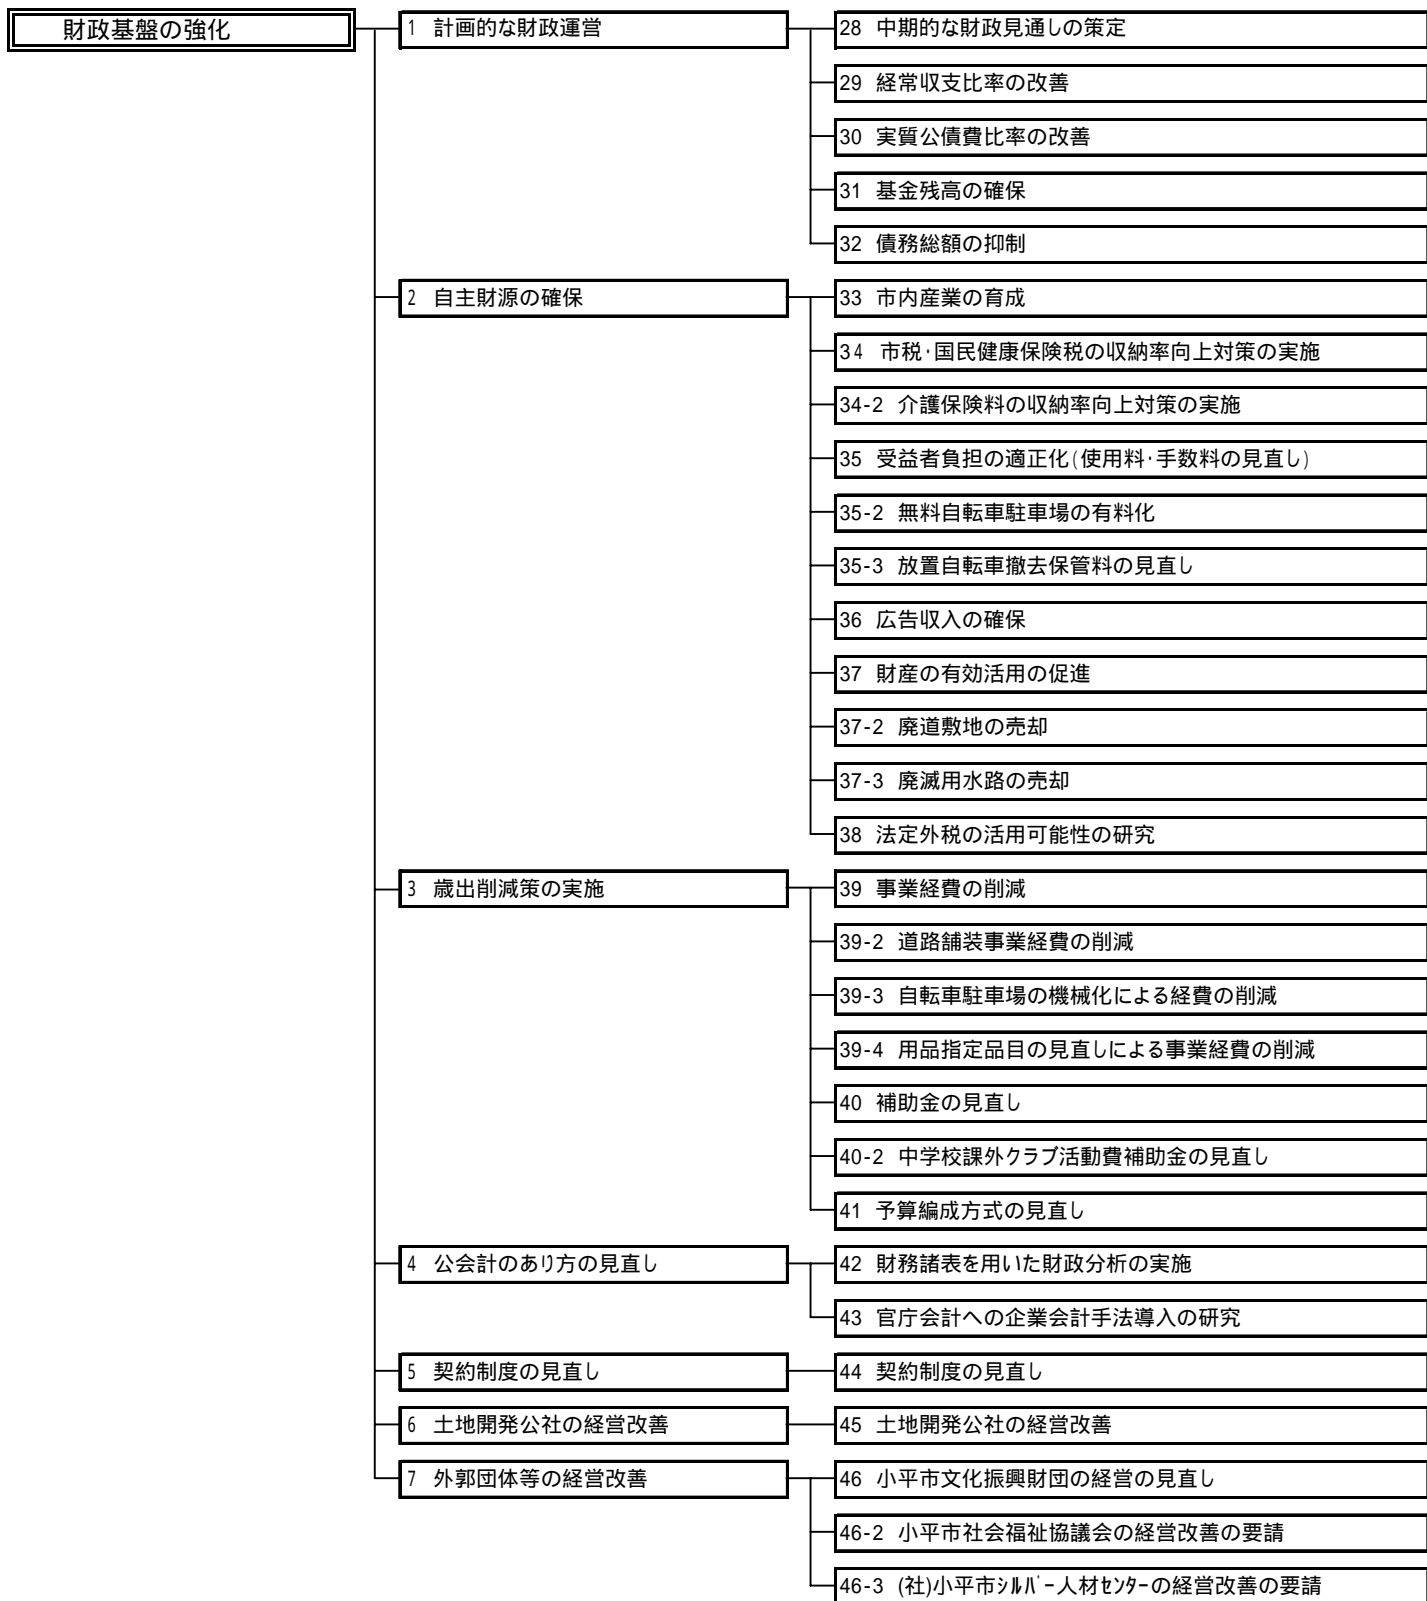 財政基盤の強化
1 計画的な財政運営
28 中期的な財政見通しの策定
29 経常収支比率の改善
30 実質公債費比率の改善
31 基金残高の確保
32 債務総額の抑制
2 自主財源の確保
33 市内産業の育成
34 市税･国民健康保険税の収納率向上対策の実施
34-2 介護保険料の収納率向上対策の実施
35 受益者負担の適正化(使用料･手数料の見直し)
35-2 無料自転車駐車場の有料化
35-3 放置自転車撤去保管料の見直し
36 広告収入の確保
37 財産の有効活用の促進
37-2 廃道敷地の売却
37-3 廃滅用水路の売却
38 法定外税の活用可能性の研究
3 歳出削減策の実施
39 事業経費の削減
39-2 道路舗装事業経費の削減
39-3 自転車駐車場の機械化による経費の削減
39-4 用品指定品目の見直しによる事業経費の削減
40 補助金の見直し
40-2 中学校課外クラブ活動費補助金の見直し
41 予算編成方式の見直し
4 公会計のあり方の見直し
42 財務諸表を用いた財政分析の実施
43 官庁会計への企業会計手法導入の研究
5 契約制度の見直し
44 契約制度の見直し
6 土地開発公社の経営改善
45 土地開発公社の経営改善
7 外郭団体等の経営改善
46 小平市文化振興財団の経営の見直し
46-2 小平市社会福祉協議会の経営改善の要請
46-3 (社)小平市ｼﾙﾊﾞｰ人材ｾﾝﾀｰの経営改善の要請